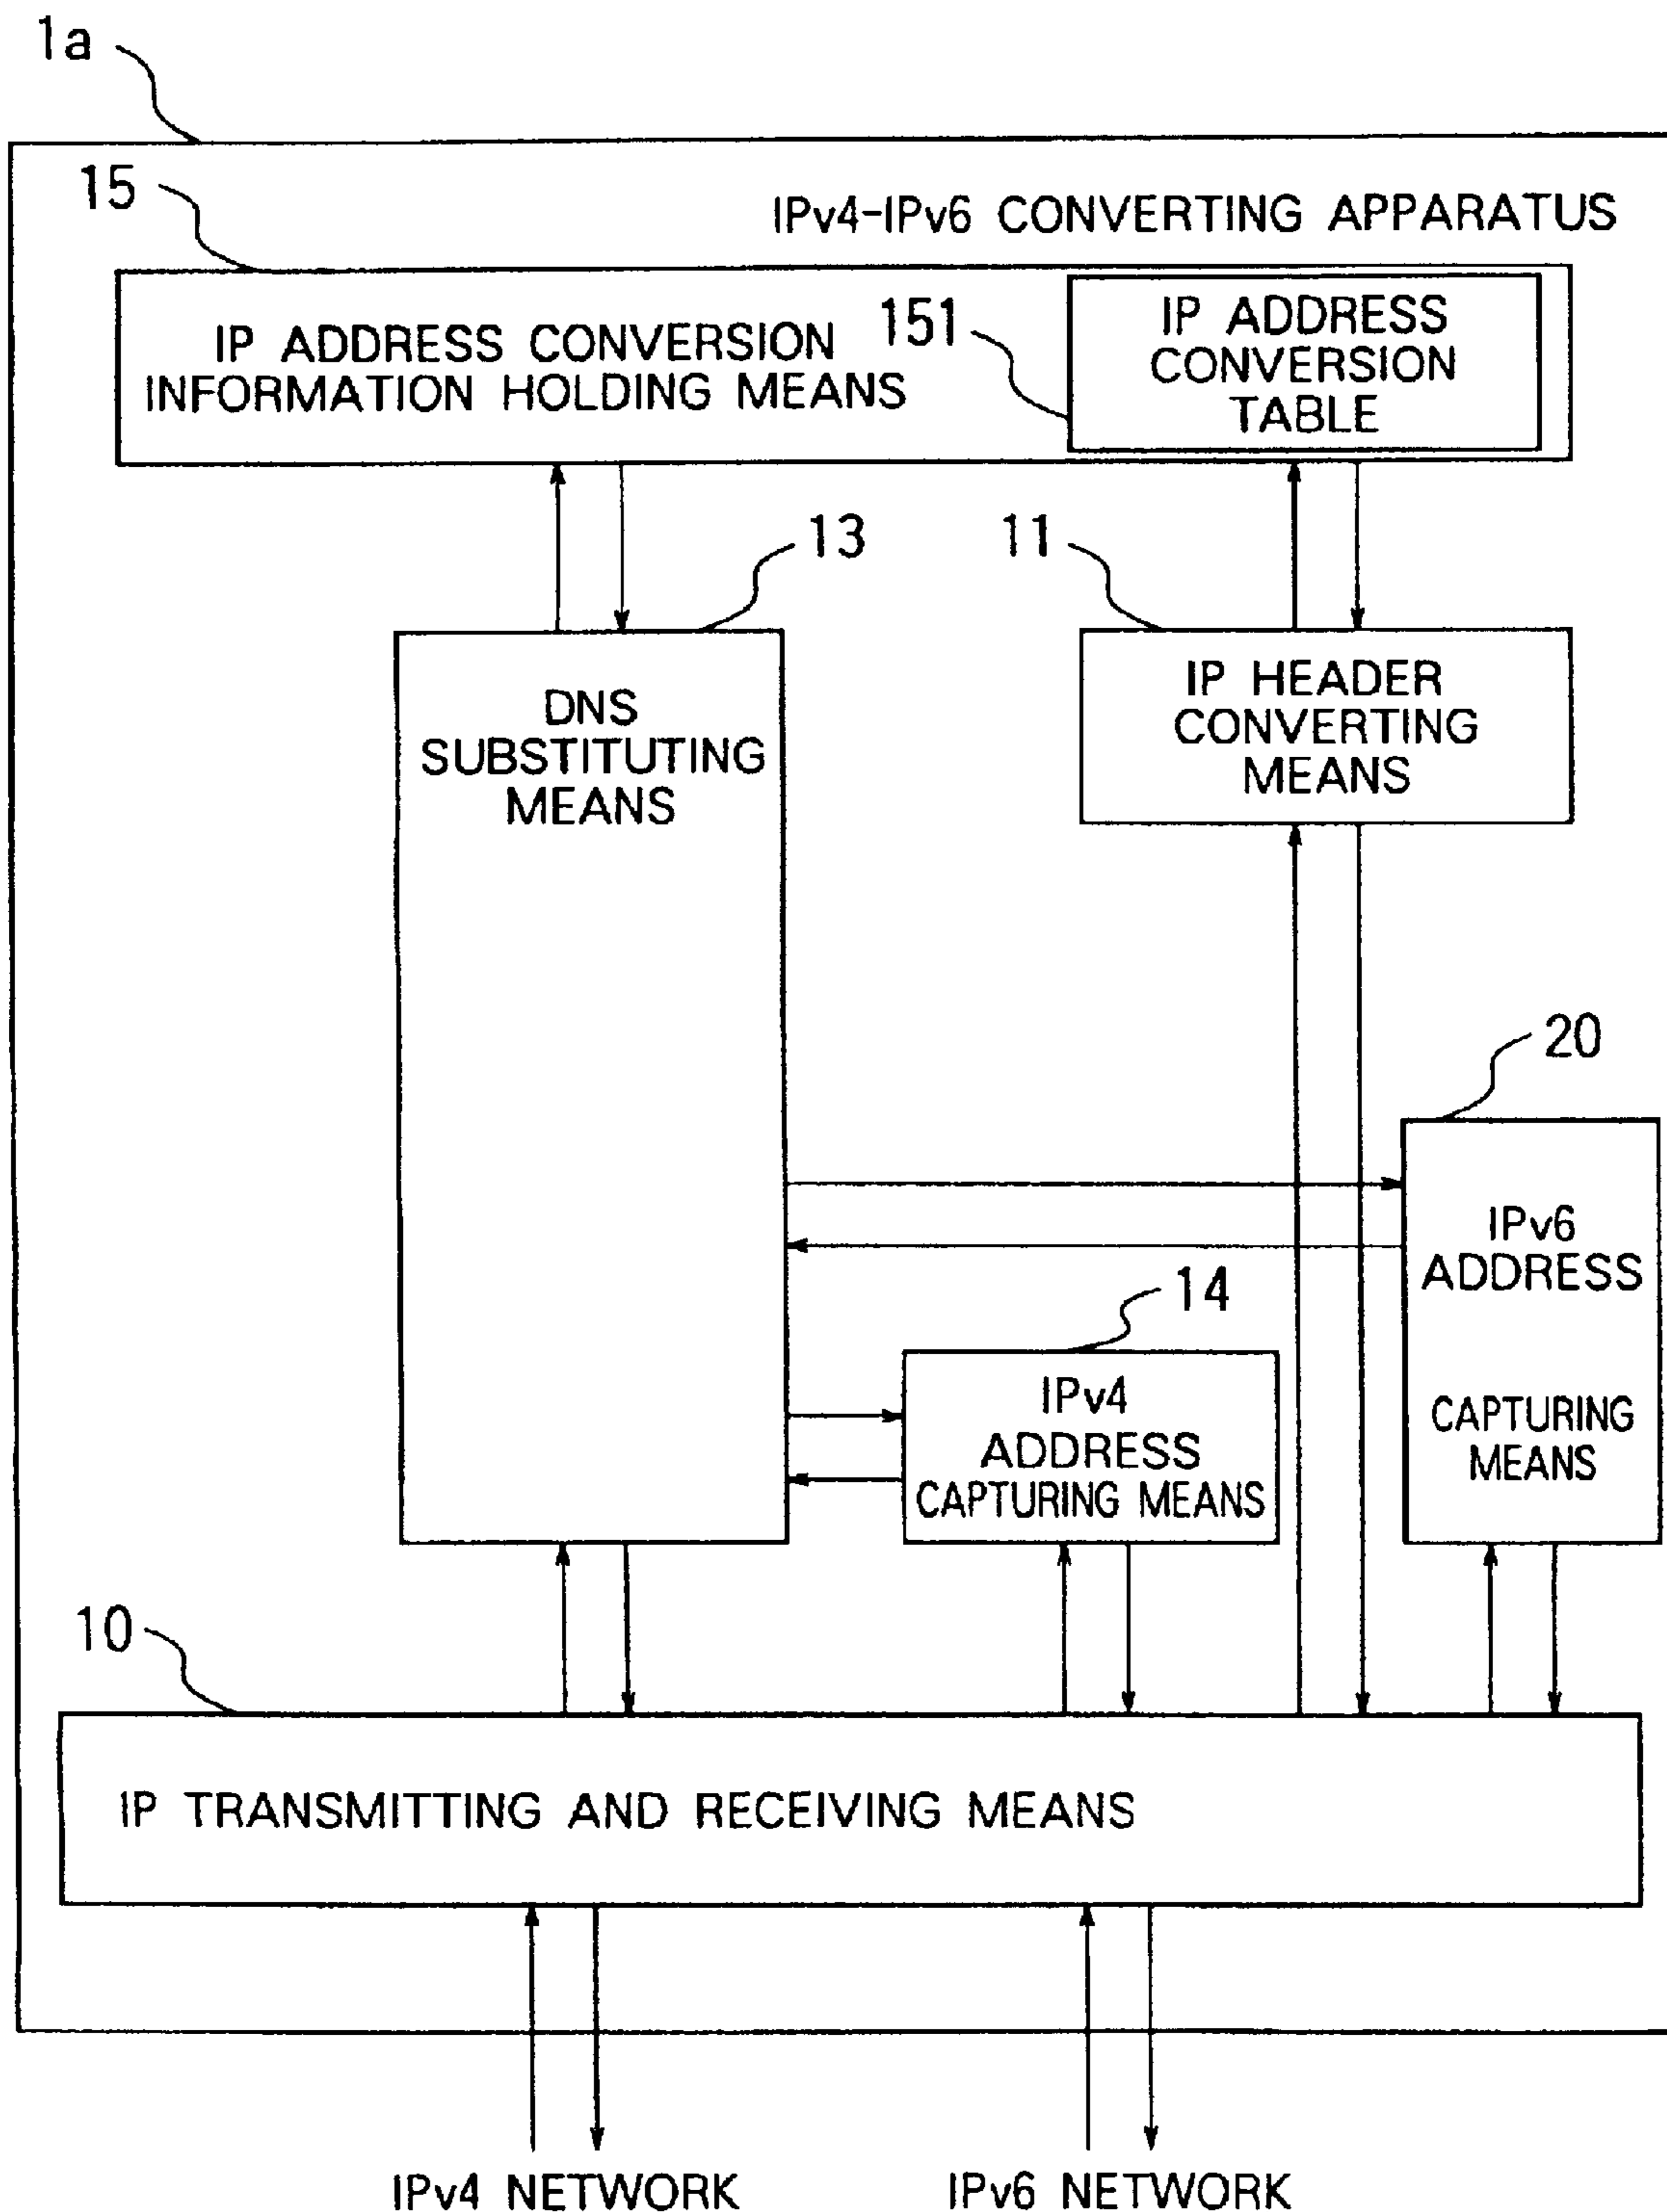 1a
15
IPv4-IPv6 CONVERTING APPARATUS
IP ADDRESS CONVERSION
INFORMATION HOLDING MEANS
151
IP ADDRESS
CONVERSION
TABLE
13
11
DNS
SUBSTITUTING
MEANS
IP HEADER
CONVERTING
MEANS
20
IPv6
ADDRESS
CAPTURING
MEANS
14
IPv4
ADDRESS
CAPTURING MEANS
10
IP TRANSMITTING AND RECEIVING MEANS
IPv4 NETWORK
IPv6 NETWORK